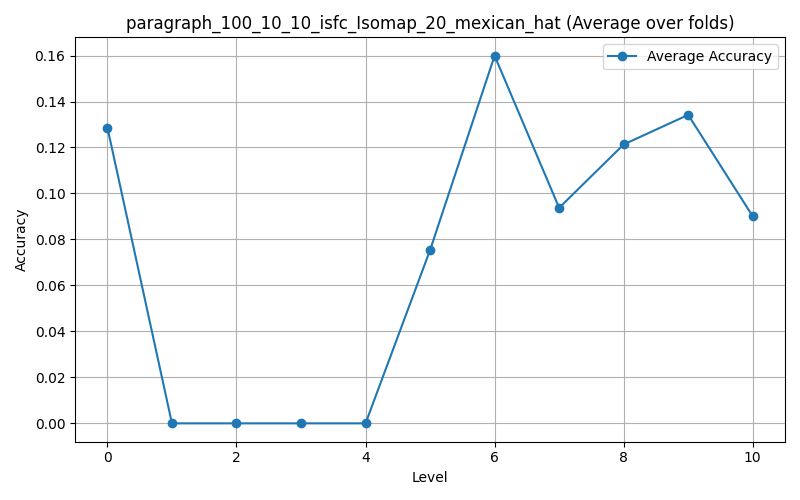 paragraph_100_10_10_isfc_Isomap_20_mexican_hat (Average over folds)
Average Accuracy
0.16
0.14
0.12
0.10
0.08
0.06
0.04
0.02
0.00
Accuracy
0 2 4 6 8 10
Level